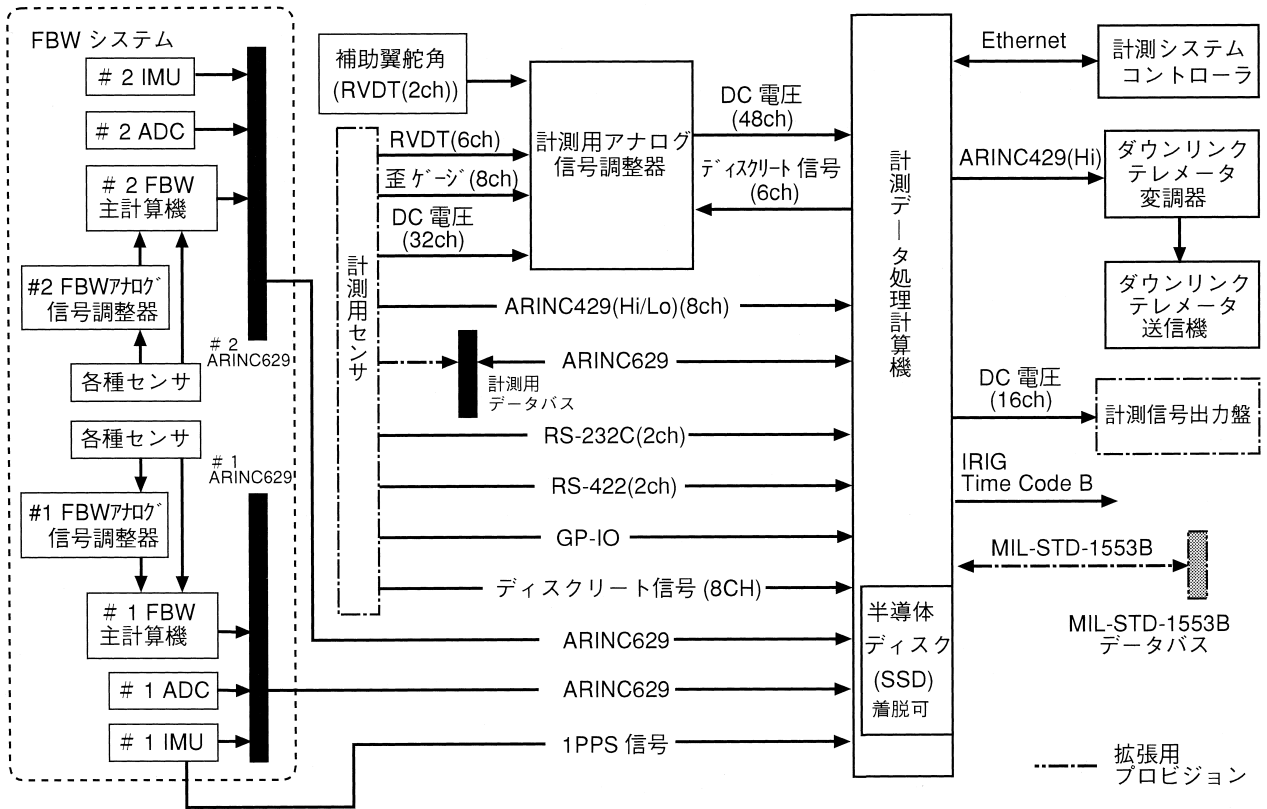 FBW システム
# 2 IMU
# 2 ADC
# 2 FBW
主計算機
#2 FBWアナログ
信号調整器
各種センサ
# 2
ARINC629
各種センサ
# 1
ARINC629
#1 FBWアナログ
信号調整器
# 1 FBW
主計算機
# 1 ADC
# 1 IMU
補助翼舵角
(RVDT(2ch))
計測用センサ
RVDT(6ch)
歪ゲージ(8ch)
DC 電圧
(32ch)
計測用アナログ
信号調整器
DC 電圧
(48ch)
ディスクリート信号
(6ch)
ARINC429(Hi/Lo)(8ch)
ARINC629
計測用
データバス
RS-232C(2ch)
RS-422(2ch)
GP-IO
ディスクリート信号 (8CH)
ARINC629
ARINC629
1PPS 信号
計測データ処理計算機
半導体
ディスク
(SSD)
着脱可
Ethernet
計測システム
コントローラ
ARINC429(Hi)
ダウンリンク
テレメータ
変調器
ダウンリンク
テレメータ
送信機
DC 電圧
(16ch)
計測信号出力盤
IRIG
Time Code B
MIL-STD-1553B
MIL-STD-1553B
データバス
拡張用
プロビジョン